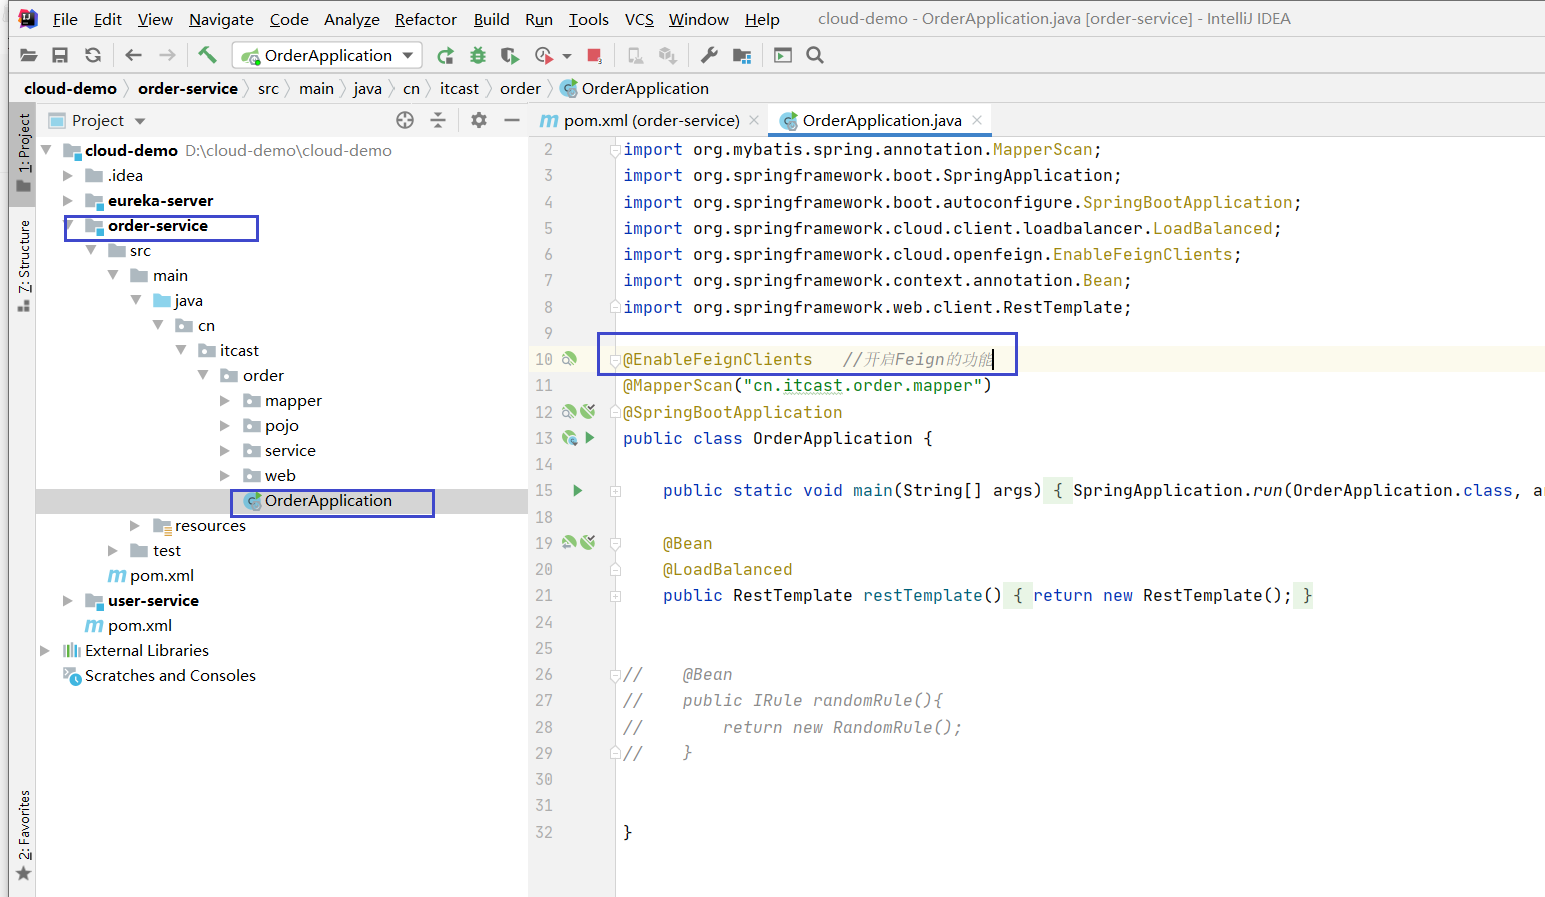 File Edit View Navigate Code Analyze Refactor Build Run Tools VCS Window Help cloud-demo - OrderApplication.java [order-service] - IntelliJ IDEA
OrderApplication
cloud-demo order-service src main java cn itcast order OrderApplication
1: Project
7: Structure
2: Favorites
Project
cloud-demo D:\cloud-demo\cloud-demo
.idea
eureka-server
order-service
src
main
java
cn
itcast
order
mapper
pojo
service
web
OrderApplication
resources
test
pom.xml
user-service
pom.xml
External Libraries
Scratches and Consoles
pom.xml (order-service) OrderApplication.java
2 import org.mybatis.spring.annotation.MapperScan;
3 import org.springframework.boot.SpringApplication;
4 import org.springframework.boot.autoconfigure.SpringBootApplication;
5 import org.springframework.cloud.client.loadbalancer.LoadBalanced;
6 import org.springframework.cloud.openfeign.EnableFeignClients;
7 import org.springframework.context.annotation.Bean;
8 import org.springframework.web.client.RestTemplate;
9
10 @EnableFeignClients //开启Feign的功能
11 @MapperScan("cn.itcast.order.mapper")
12 @SpringBootApplication
13 public class OrderApplication {
14
15 public static void main(String[] args) { SpringApplication.run(OrderApplication.class, ar
18
19 @Bean
20 @LoadBalanced
21 public RestTemplate restTemplate() { return new RestTemplate(); }
24
25
26 // @Bean
27 // public IRule randomRule(){
28 // return new RandomRule();
29 // }
30
31
32 }